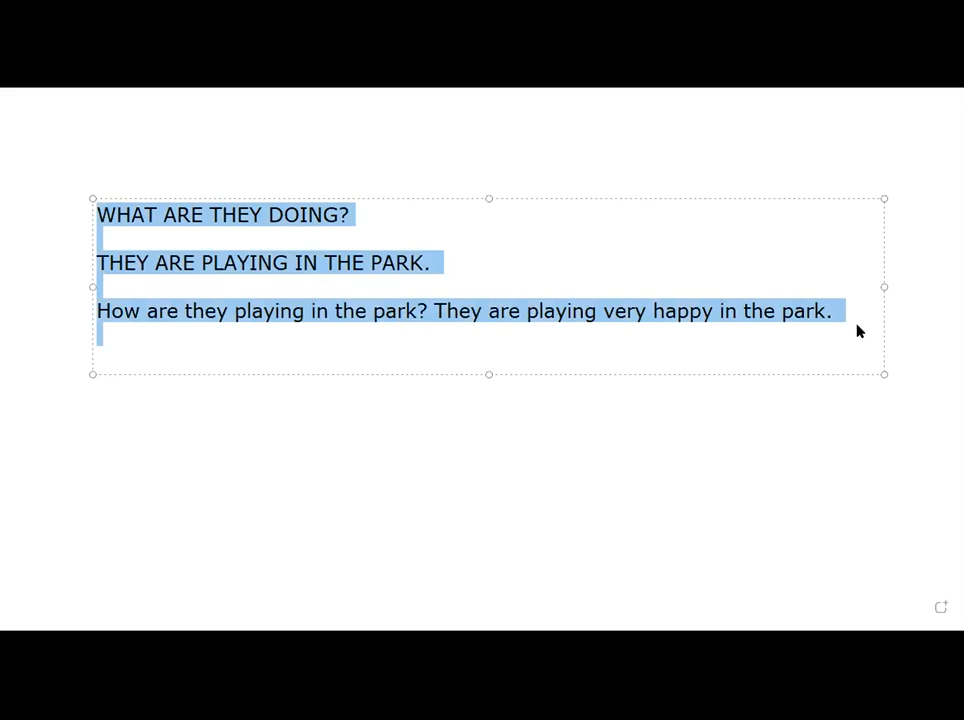 WHAT ARE THEY DOING?
THEY ARE PLAYING IN THE PARK.
How are they playing in the park? They are playing very happy in the park.